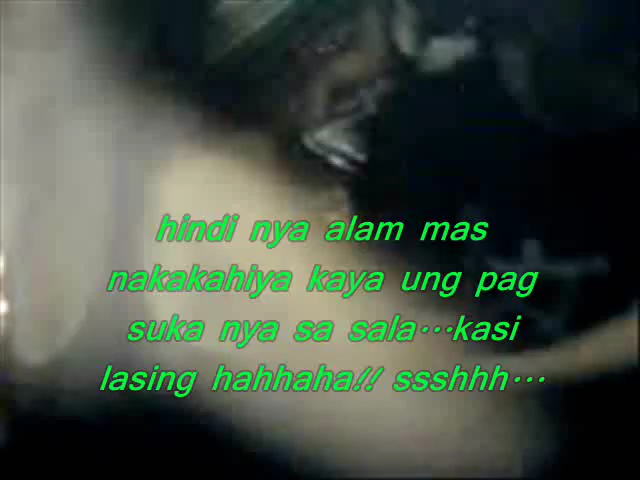 hindi nya alam mas
nakakahiya kaya ung pag
suka nya sa sala...kasi
lasing hahhaha!! ssshhh...